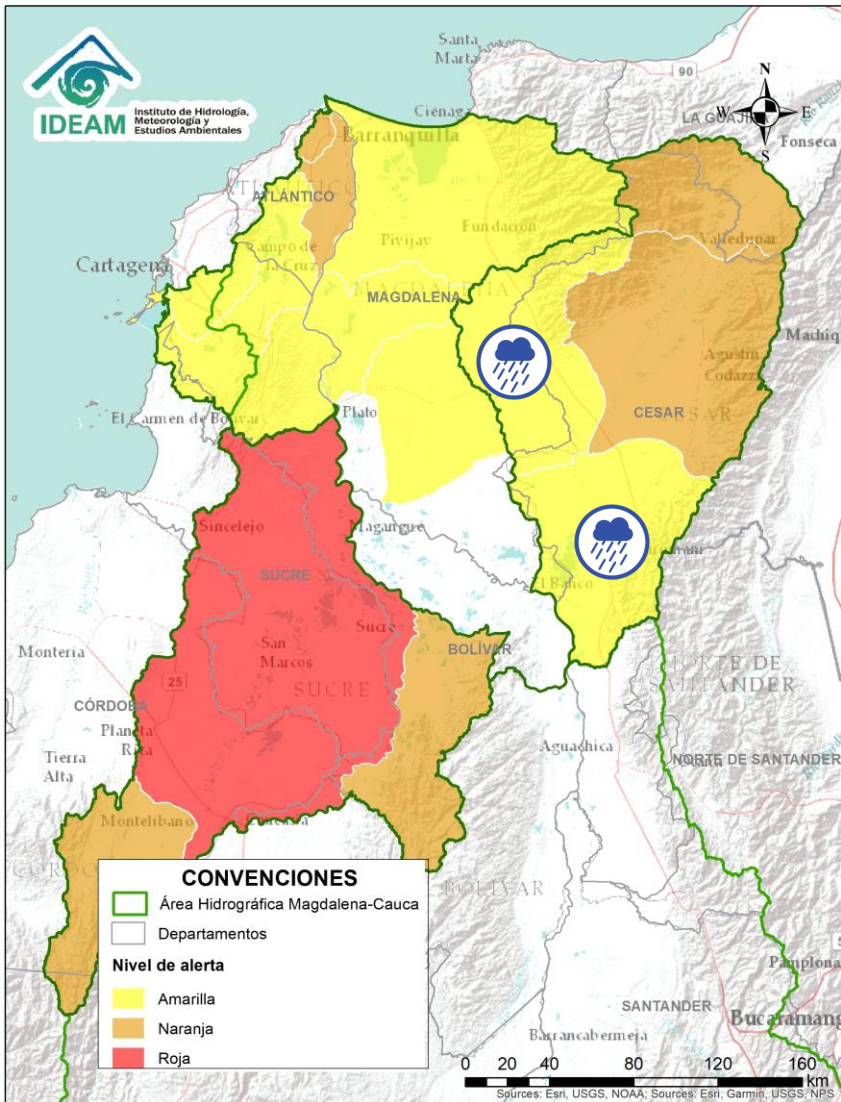 IDEAM
Instituto de Hidrología,
Meteorología y
Estudios Ambientales
Santa
Marta
90
N
W
E
S
LA GUAJIRA
Fonseca
Ciénaga
Barranquilla
ATLÁNTICO
Fundación
Pivijay
Valledupar
Campo de
la Cruz
Cartagena
MAGDALENA
Agustín
Codazzi
CESAR
El Carmen de Bolívar
Plato
Sincelejo
Magangué
SUCRE
El Banco
Sucre
San
Marcos
BOLÍVAR
SUCRE
Montería
25
NORTE DE
SANTANDER
CÓRDOBA
Planeta
Rica
Tierra
Alta
Aguachica
NORTE DE SANTANDER
Montelíbano
Caucasia
BOLÍVAR
Pamplona
SANTANDER
Bucaramang
Barrancabermeja
CONVENCIONES
Área Hidrográfica Magdalena-Cauca
Departamentos
Nivel de alerta
Amarilla
Naranja
Roja
0 20 40 80 120 160
km
Sources: Esri, USGS, NOAA; Sources: Esri, Garmin, USGS, NPS